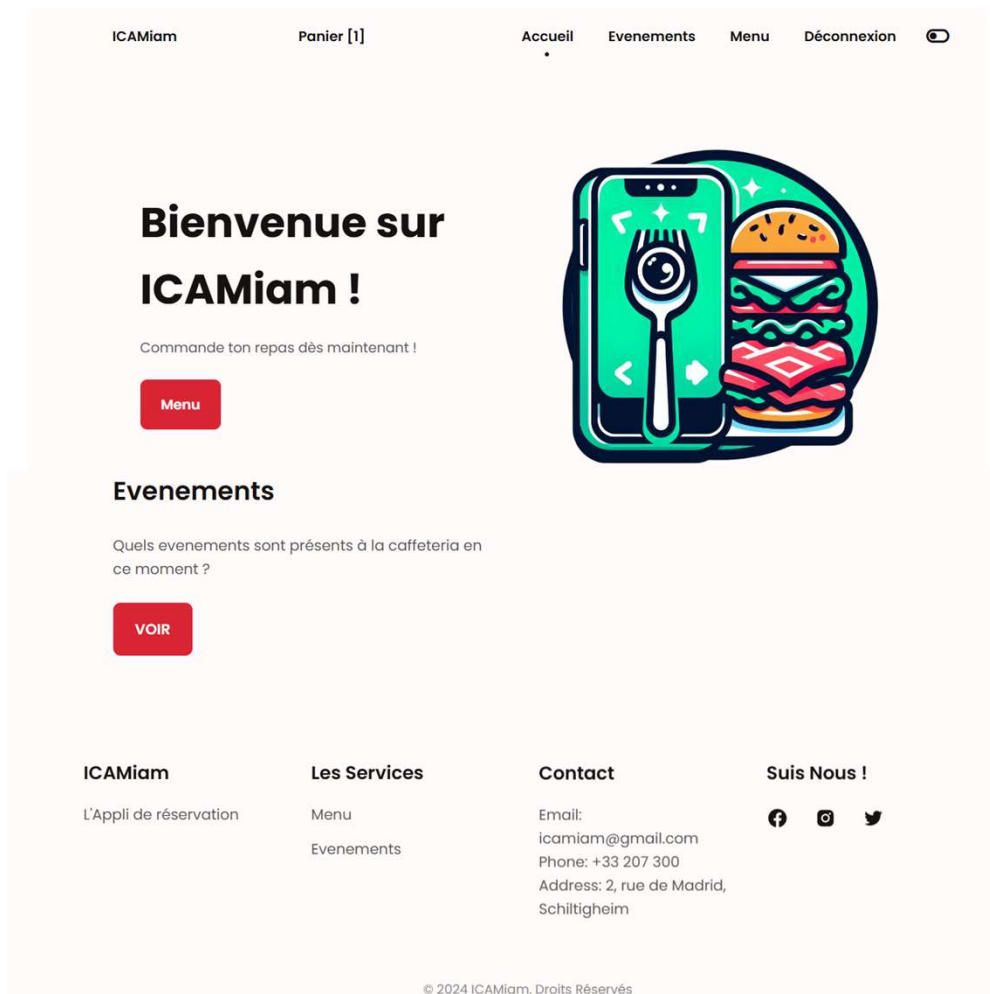 ICAMiam
Panier [1]
Accueil
Evenements
Menu
Déconnexion
Bienvenue sur
ICAMiam !
Commande ton repas dès maintenant !
Menu
Evenements
Quels evenements sont présents à la caffeteria en
ce moment ?
VOIR
ICAMiam
L'Appli de réservation
Les Services
Menu
Evenements
Contact
Email:
icamiam@gmail.com
Phone: +33 207 300
Address: 2, rue de Madrid,
Schiltigheim
Suis Nous !
© 2024 ICAMiam. Droits Réservés